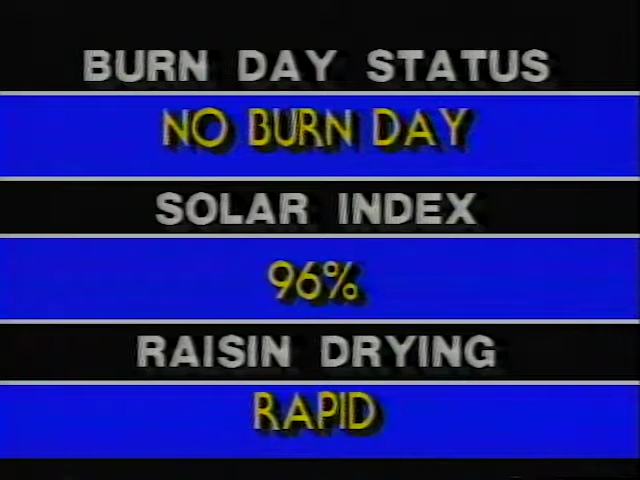 BURN DAY STATUS
NO BURN DAY
SOLAR INDEX
96%
RAISIN DRYING
RAPID